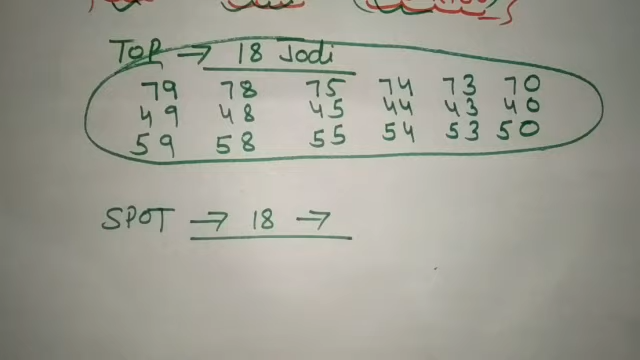 TOP → 18 Jodi
79 78 75 74 73 70
49 48 45 44 43 40
59 58 55 54 53 50
SPOT → 18 →